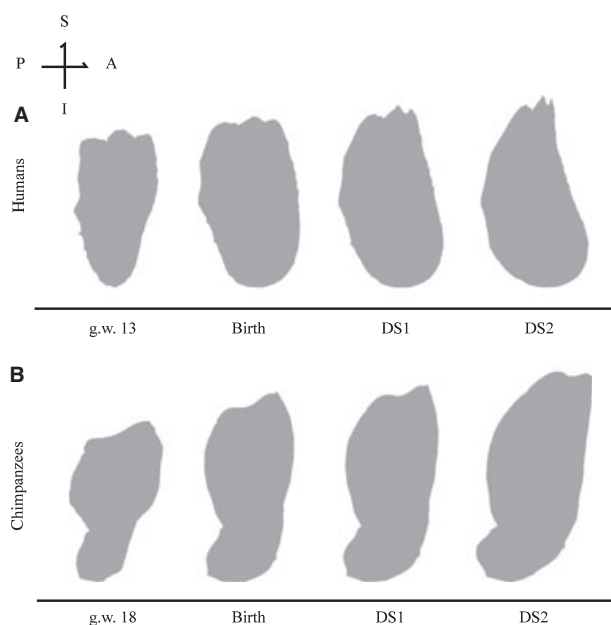 S
P A
I
A
Humans
g.w. 13 Birth DS1 DS2
B
Chimpanzees
g.w. 18 Birth DS1 DS2